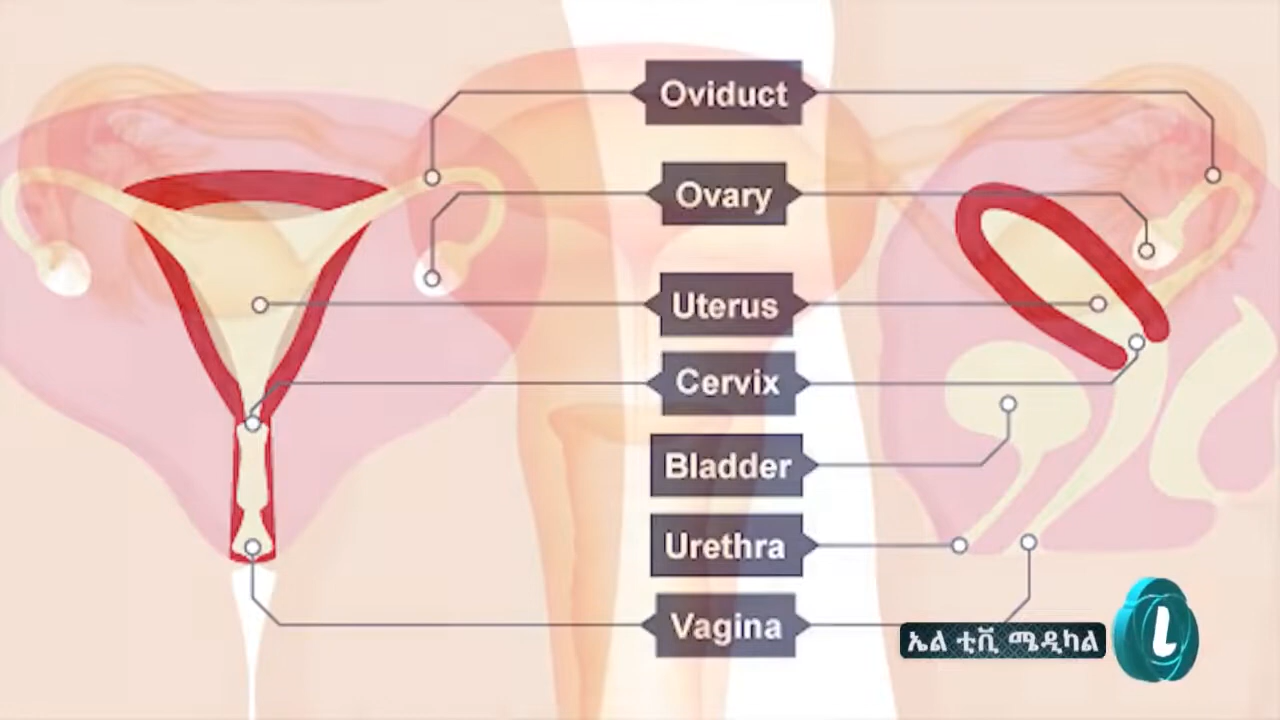 Oviduct
Ovary
Uterus
Cervix
Bladder
Urethra
Vagina
ኤል ቲቪ ሜዲካል
L